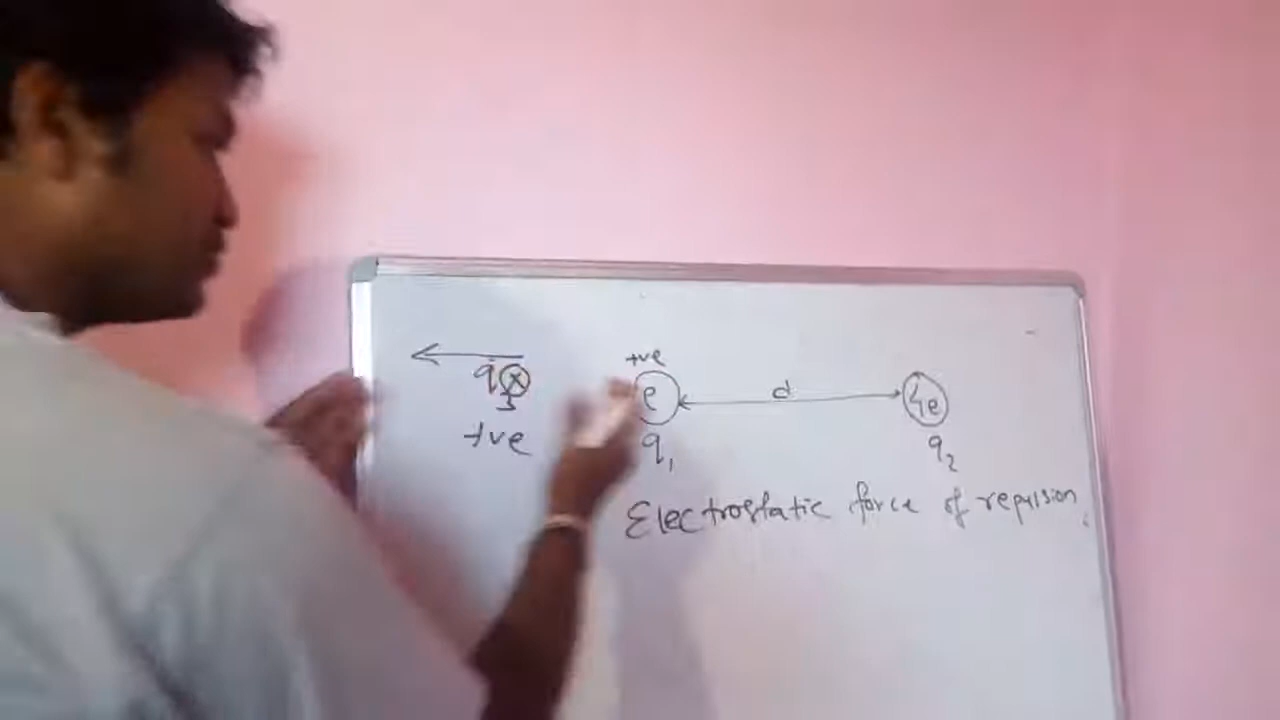 +ve
q₃ e d 4e
+ve q₁ q₂
Electrostatic force of repulsion